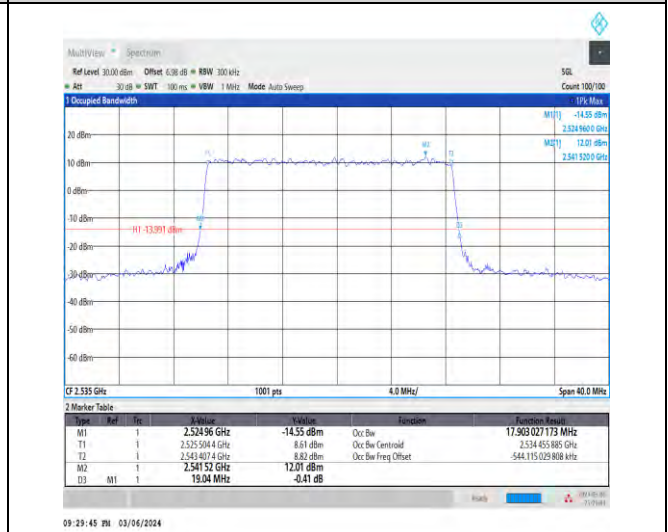 MultiView Spectrum
Ref Level 30.00 dBm Offset 6.98 dB RBW 300 kHz SGL
Att 30 dB SWT 100 ms VBW 1 MHz Mode Auto Sweep Count 100/100
1 Occupied Bandwidth 1Pk Max
M1[1] -14.55 dBm
2.524 960 0 GHz
M2[1] 12.01 dBm
2.541 520 0 GHz
20 dBm
M2
T1 T2
10 dBm
0 dBm
-10 dBm
H1 -13.991 dBm
-20 dBm
-30 dBm
-40 dBm
-50 dBm
-60 dBm
CF 2.535 GHz 1001 pts 4.0 MHz/ Span 40.0 MHz
2 Marker Table
Type Ref Trc X-Value Y-Value Function Function Result
M1 1 2.524 96 GHz -14.55 dBm Occ Bw 17.903 027 173 MHz
T1 1 2.525 504 4 GHz 8.61 dBm Occ Bw Centroid 2.534 455 885 GHz
T2 1 2.543 407 4 GHz 8.82 dBm Occ Bw Freq Offset -544.115 029 808 kHz
M2 1 2.541 52 GHz 12.01 dBm
D3 M1 1 19.04 MHz -0.41 dB
Ready
09:29:45 PM 03/06/2024